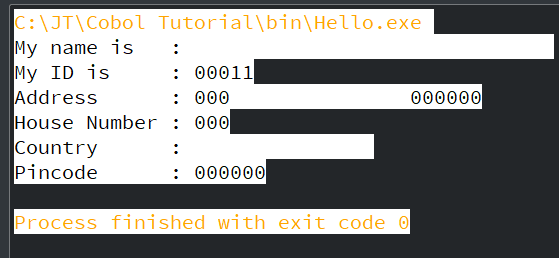 C:\JT\Cobol Tutorial\bin\Hello.exe
My name is   :
My ID is     : 00011
Address      : 000               000000
House Number : 000
Country      :
Pincode      : 000000
Process finished with exit code 0